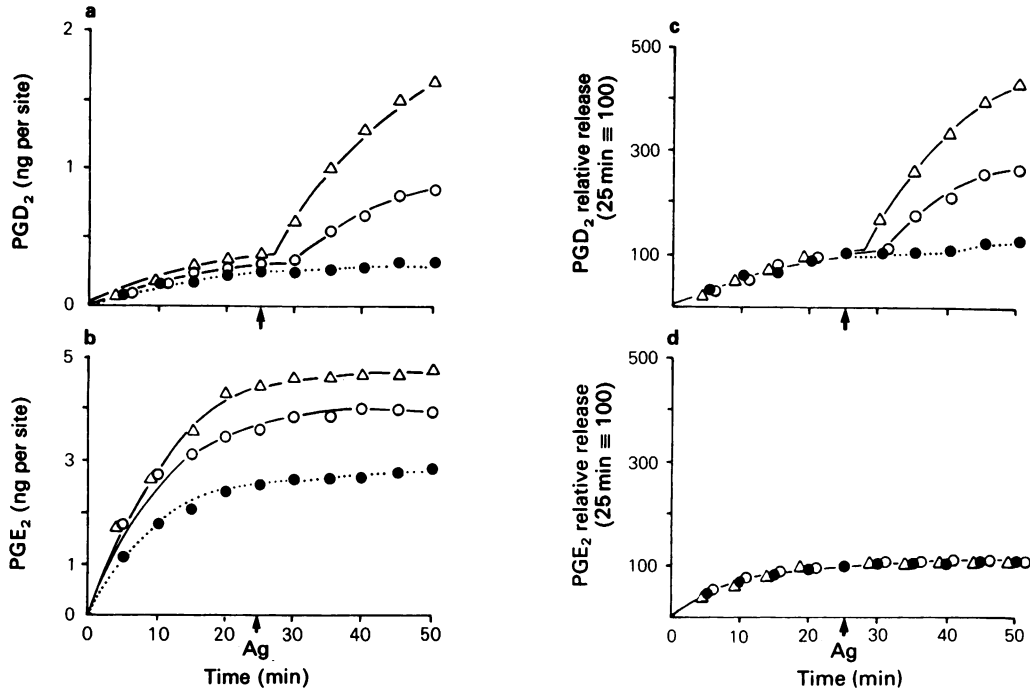 a
2
1
0
PGD₂ (ng per site)
c
500
300
100
PGD₂ relative release
(25 min ≡ 100)
b
5
3
1
0
PGE₂ (ng per site)
0 10 20 30 40 50
Ag
Time (min)
d
500
300
100
PGE₂ relative release
(25 min ≡ 100)
0 10 20 30 40 50
Ag
Time (min)